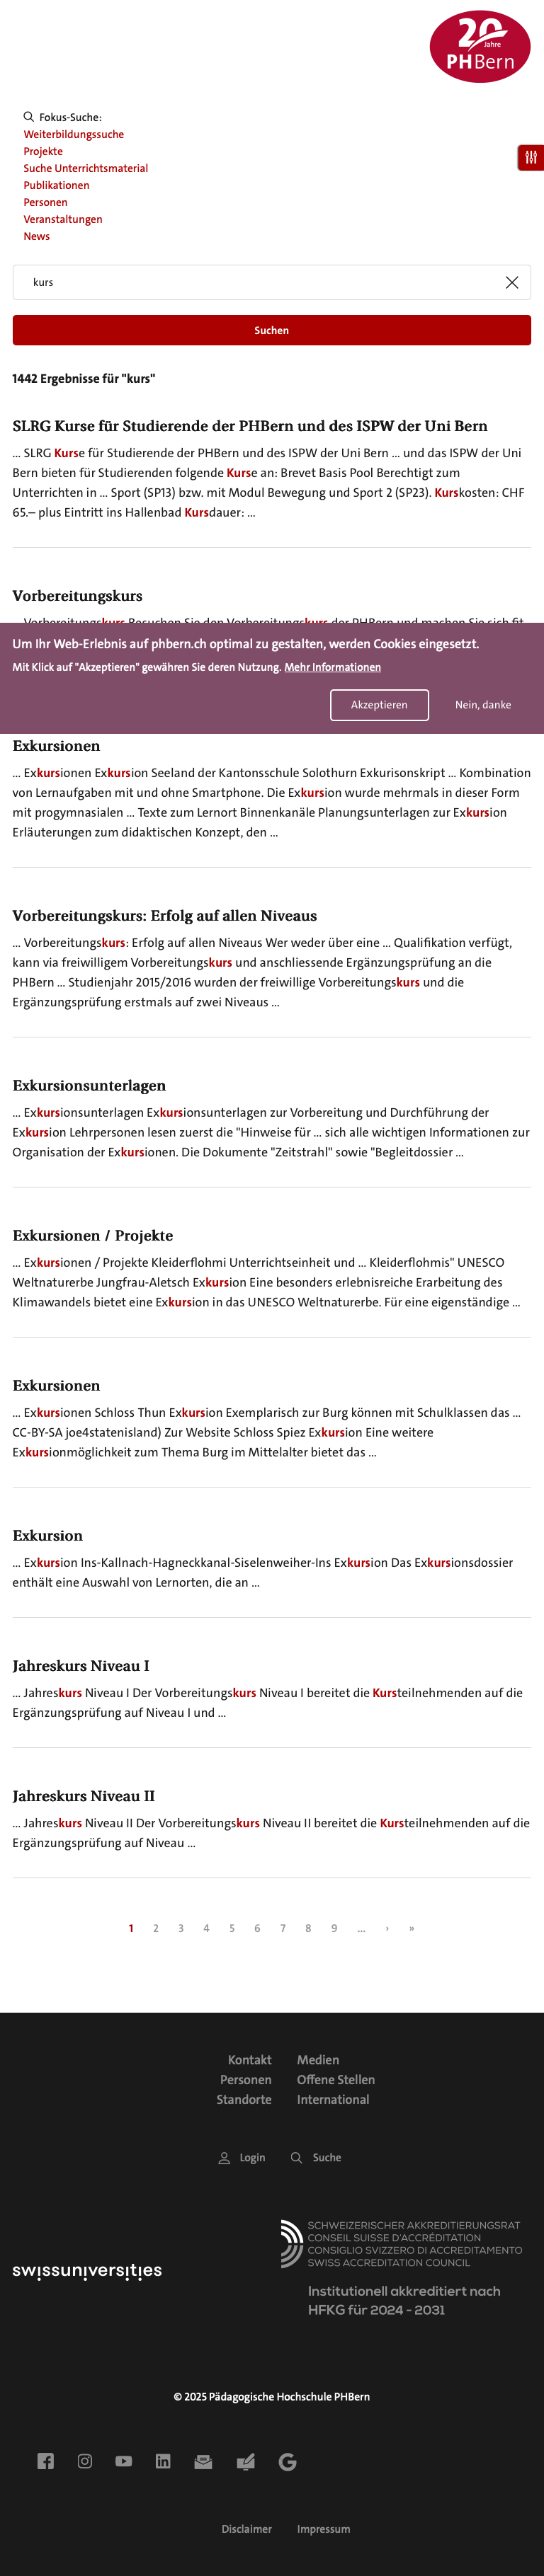 20
Jahre
PHBern
Fokus-Suche:
Weiterbildungssuche
Projekte
Suche Unterrichtsmaterial
Publikationen
Personen
Veranstaltungen
News
kurs
Suchen
1442 Ergebnisse für "kurs"
SLRG Kurse für Studierende der PHBern und des ISPW der Uni Bern
... SLRG Kurse für Studierende der PHBern und des ISPW der Uni Bern ... und das ISPW der Uni
Bern bieten für Studierenden folgende Kurse an: Brevet Basis Pool Berechtigt zum
Unterrichten in ... Sport (SP13) bzw. mit Modul Bewegung und Sport 2 (SP23). Kurskosten: CHF
65.– plus Eintritt ins Hallenbad Kursdauer: ...
Vorbereitungskurs
... Vorbereitungskurs Besuchen Sie den Vorbereitungskurs der PHBern und machen Sie sich fit
Um Ihr Web-Erlebnis auf phbern.ch optimal zu gestalten, werden Cookies eingesetzt.
Mit Klick auf "Akzeptieren" gewähren Sie deren Nutzung. Mehr Informationen
Akzeptieren
Nein, danke
Exkursionen
... Exkursionen Exkursion Seeland der Kantonsschule Solothurn Exkurisonskript ... Kombination
von Lernaufgaben mit und ohne Smartphone. Die Exkursion wurde mehrmals in dieser Form
mit progymnasialen ... Texte zum Lernort Binnenkanäle Planungsunterlagen zur Exkursion
Erläuterungen zum didaktischen Konzept, den ...
Vorbereitungskurs: Erfolg auf allen Niveaus
... Vorbereitungskurs: Erfolg auf allen Niveaus Wer weder über eine ... Qualifikation verfügt,
kann via freiwilligem Vorbereitungskurs und anschliessende Ergänzungsprüfung an die
PHBern ... Studienjahr 2015/2016 wurden der freiwillige Vorbereitungskurs und die
Ergänzungsprüfung erstmals auf zwei Niveaus ...
Exkursionsunterlagen
... Exkursionsunterlagen Exkursionsunterlagen zur Vorbereitung und Durchführung der
Exkursion Lehrpersonen lesen zuerst die "Hinweise für ... sich alle wichtigen Informationen zur
Organisation der Exkursionen. Die Dokumente "Zeitstrahl" sowie "Begleitdossier ...
Exkursionen / Projekte
... Exkursionen / Projekte Kleiderflohmi Unterrichtseinheit und ... Kleiderflohmis" UNESCO
Weltnaturerbe Jungfrau-Aletsch Exkursion Eine besonders erlebnisreiche Erarbeitung des
Klimawandels bietet eine Exkursion in das UNESCO Weltnaturerbe. Für eine eigenständige ...
Exkursionen
... Exkursionen Schloss Thun Exkursion Exemplarisch zur Burg können mit Schulklassen das ...
CC-BY-SA joe4statenisland) Zur Website Schloss Spiez Exkursion Eine weitere
Exkursionmöglichkeit zum Thema Burg im Mittelalter bietet das ...
Exkursion
... Exkursion Ins-Kallnach-Hagneckkanal-Siselenweiher-Ins Exkursion Das Exkursionsdossier
enthält eine Auswahl von Lernorten, die an ...
Jahreskurs Niveau I
... Jahreskurs Niveau I Der Vorbereitungskurs Niveau I bereitet die Kursteilnehmenden auf die
Ergänzungsprüfung auf Niveau I und ...
Jahreskurs Niveau II
... Jahreskurs Niveau II Der Vorbereitungskurs Niveau II bereitet die Kursteilnehmenden auf die
Ergänzungsprüfung auf Niveau ...
1 2 3 4 5 6 7 8 9 ... › »
Kontakt
Personen
Standorte
Medien
Offene Stellen
International
Login
Suche
swissuniversities
SCHWEIZERISCHER AKKREDITIERUNGSRAT
CONSEIL SUISSE D'ACCRÉDITATION
CONSIGLIO SVIZZERO DI ACCREDITAMENTO
SWISS ACCREDITATION COUNCIL
Institutionell akkreditiert nach
HFKG für 2024 - 2031
© 2025 Pädagogische Hochschule PHBern
Disclaimer
Impressum